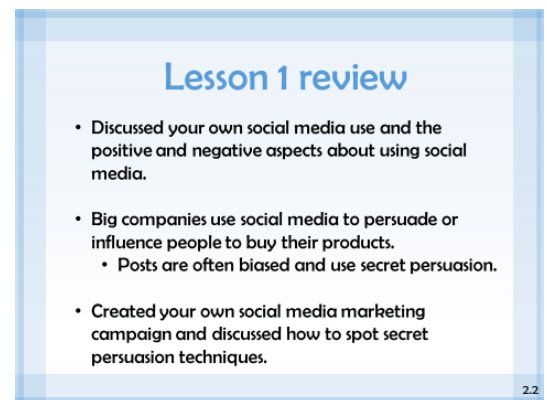 Lesson 1 review
• Discussed your own social media use and the
positive and negative aspects about using social
media.
• Big companies use social media to persuade or
influence people to buy their products.
• Posts are often biased and use secret persuasion.
• Created your own social media marketing
campaign and discussed how to spot secret
persuasion techniques.
2.2